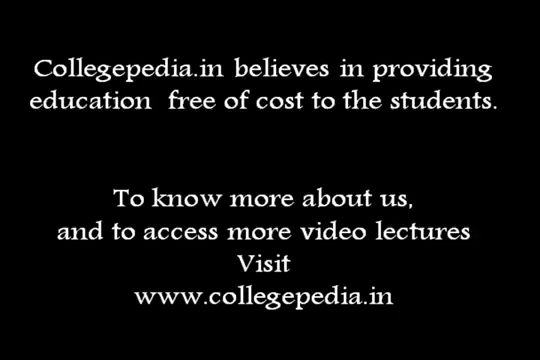 Collegepedia.in believes in providing
education free of cost to the students.
To know more about us,
and to access more video lectures
Visit
www.collegepedia.in